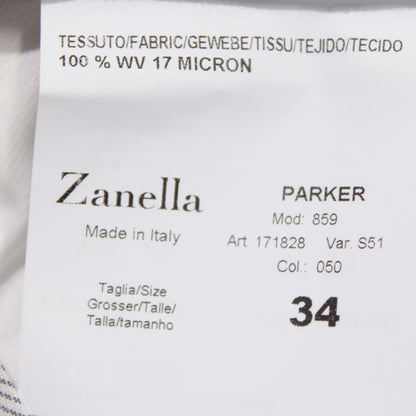 TESSUTO/FABRIC/GEWEBE/TISSU/TEJIDO/TECIDO
100 % WV 17 MICRON
Zanella
Made in Italy
PARKER
Mod: 859
Art. 171828 Var. S51
Col.: 050
Taglia/Size
Grosser/Talle/
Talla/tamanho
34